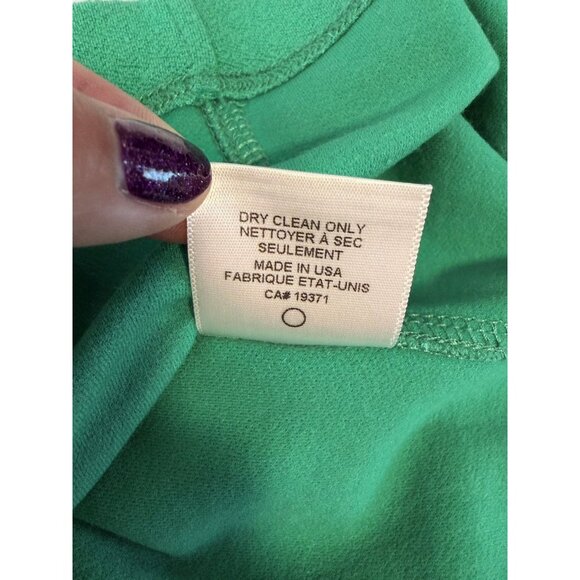 DRY CLEAN ONLY
NETTOYER À SEC
SEULEMENT
MADE IN USA
FABRIQUE ETAT-UNIS
CA# 19371